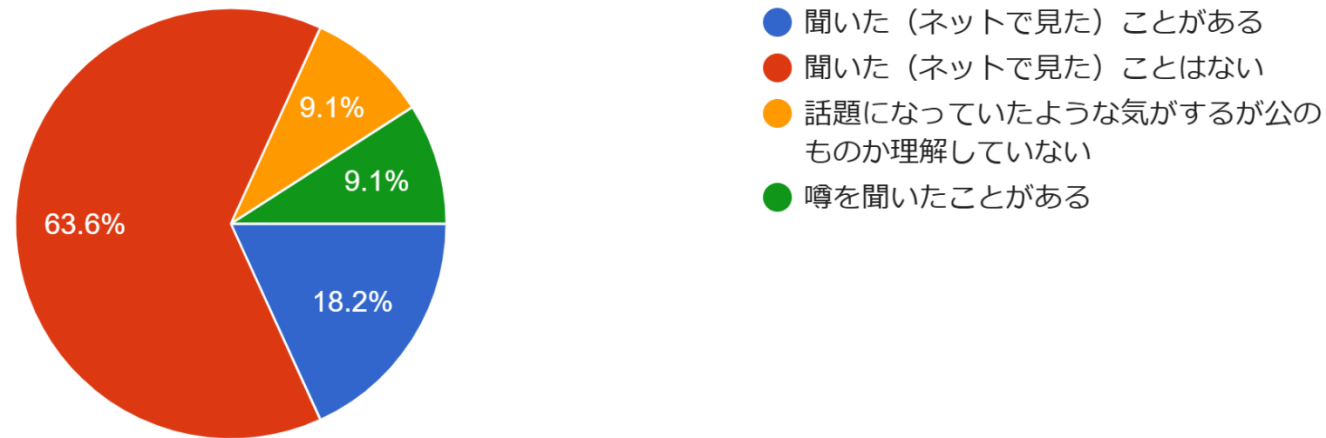 63.6%
9.1%
9.1%
18.2%
聞いた（ネットで見た）ことがある
聞いた（ネットで見た）ことはない
話題になっていたような気がするが公の
ものか理解していない
噂を聞いたことがある